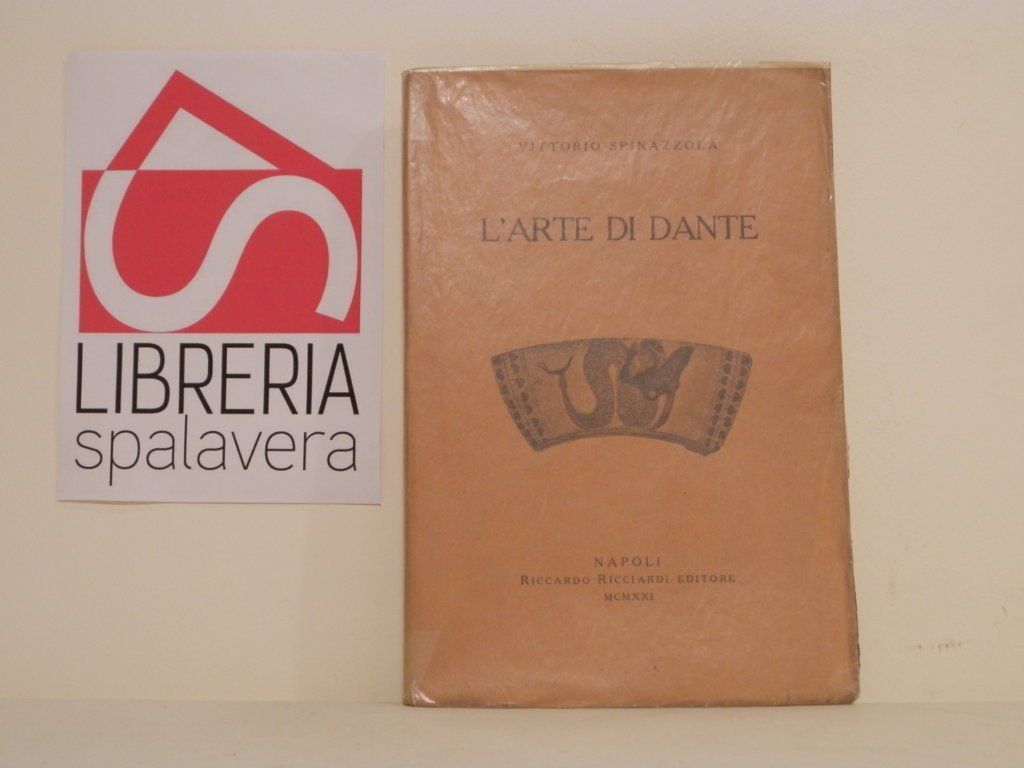 LIBRERIA
spalavera
VITTORIO SPINAZZOLA
L'ARTE DI DANTE
NAPOLI
RICCARDO RICCIARDI EDITORE
MCMXXI